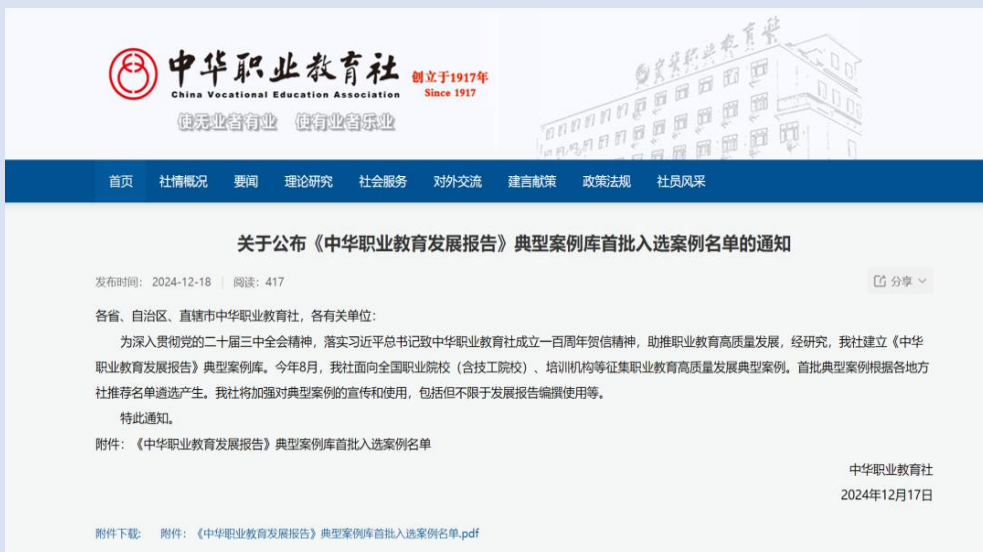 中华职业教育社
创立于1917年
China Vocational Education Association
Since 1917
使无业者有业 使有业者乐业
首页 社情概况 要闻 理论研究 社会服务 对外交流 建言献策 政策法规 社员风采
关于公布《中华职业教育发展报告》典型案例库首批入选案例名单的通知
发布时间: 2024-12-18 阅读: 417 分享
各省、自治区、直辖市中华职业教育社，各有关单位：
为深入贯彻党的二十届三中全会精神，落实习近平总书记致中华职业教育社成立一百周年贺信精神，助推职业教育高质量发展，经研究，我社建立《中华
职业教育发展报告》典型案例库。今年8月，我社面向全国职业院校（含技工院校）、培训机构等征集职业教育高质量发展典型案例。首批典型案例根据各地方
社推荐名单遴选产生。我社将加强对典型案例的宣传和使用，包括但不限于发展报告编撰使用等。
特此通知。
附件：《中华职业教育发展报告》典型案例库首批入选案例名单
中华职业教育社
2024年12月17日
附件下载: 附件：《中华职业教育发展报告》典型案例库首批入选案例名单.pdf